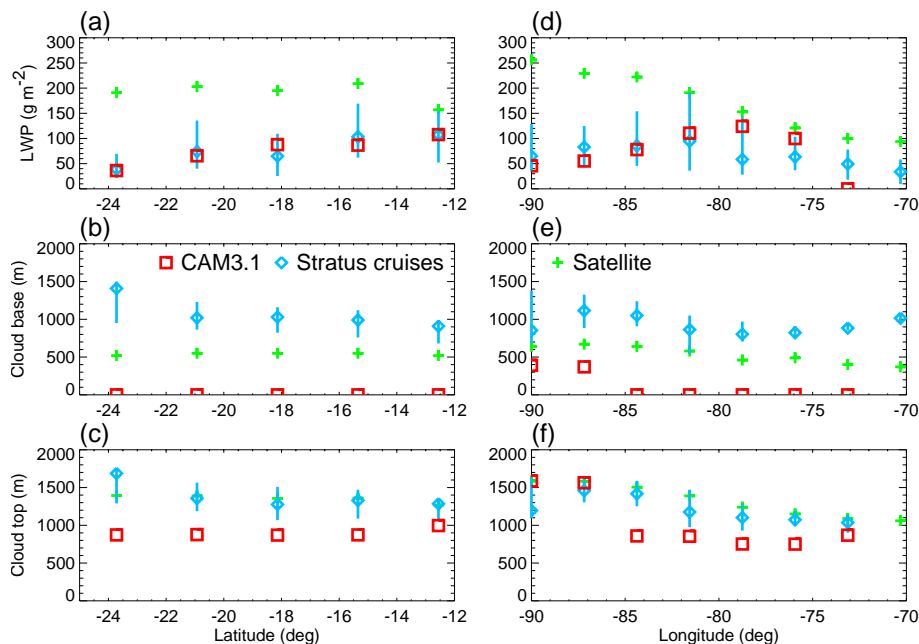 (a)
300
250
200
150
100
50
0
LWP (g m-2)
-24 -22 -20 -18 -16 -14 -12
(d)
300
250
200
150
100
50
0
-90 -85 -80 -75 -70
(b)
2000
1500
1000
500
0
Cloud base (m)
CAM3.1 Stratus cruises
-24 -22 -20 -18 -16 -14 -12
(e)
2000
1500
1000
500
0
Satellite
-90 -85 -80 -75 -70
(c)
2000
1500
1000
500
0
Cloud top (m)
-24 -22 -20 -18 -16 -14 -12
Latitude (deg)
(f)
2000
1500
1000
500
0
-90 -85 -80 -75 -70
Longitude (deg)